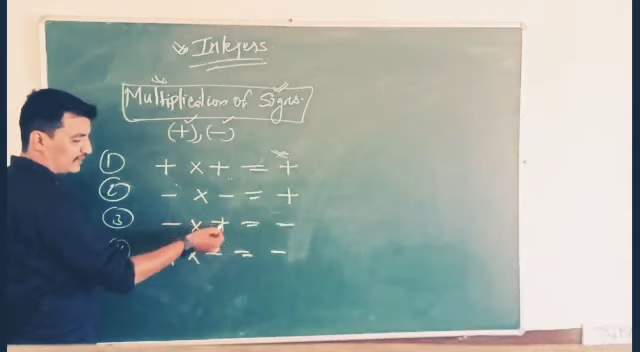 Integers
Multiplication of Signs.
(+), (-)
① + × + = +
② - × - = +
③ - × + = -
× - = -